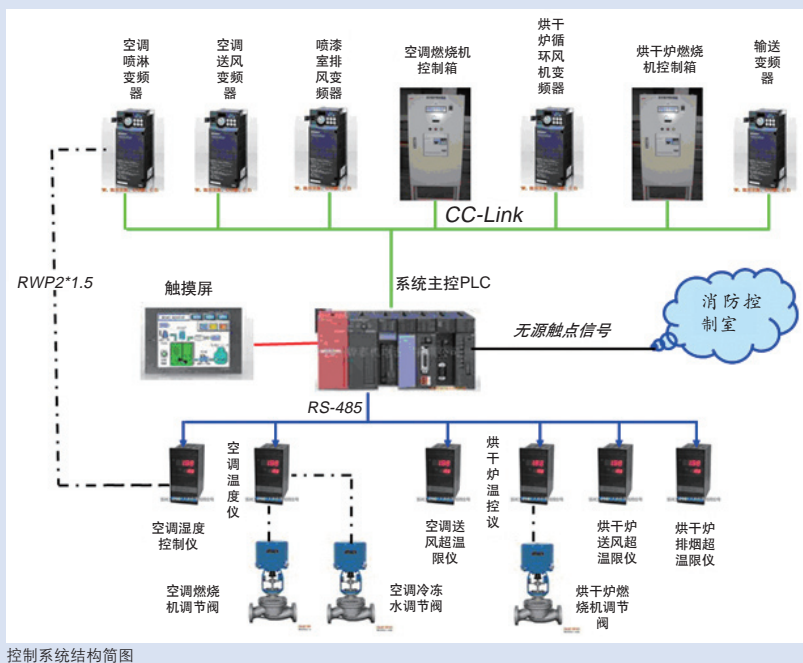 空调
喷淋
变频
器
空调
送风
变频
器
喷漆
室排
风变
频器
空调燃烧机
控制箱
烘干
炉循
环风
机变
频器
烘干炉燃烧
机控制箱
输送
变频
器
CC-Link
RWP2*1.5
触摸屏
系统主控PLC
消防控
制室
无源触点信号
RS-485
空调湿度
控制仪
空
调
温
度
仪
空调送
风超温
限仪
烘
干
炉
温
控
议
烘干炉
送风超
温限仪
烘干炉
排烟超
温限仪
空调燃烧
机调节阀
空调冷冻
水调节阀
烘干炉燃
烧机调节
阀
控制系统结构简图